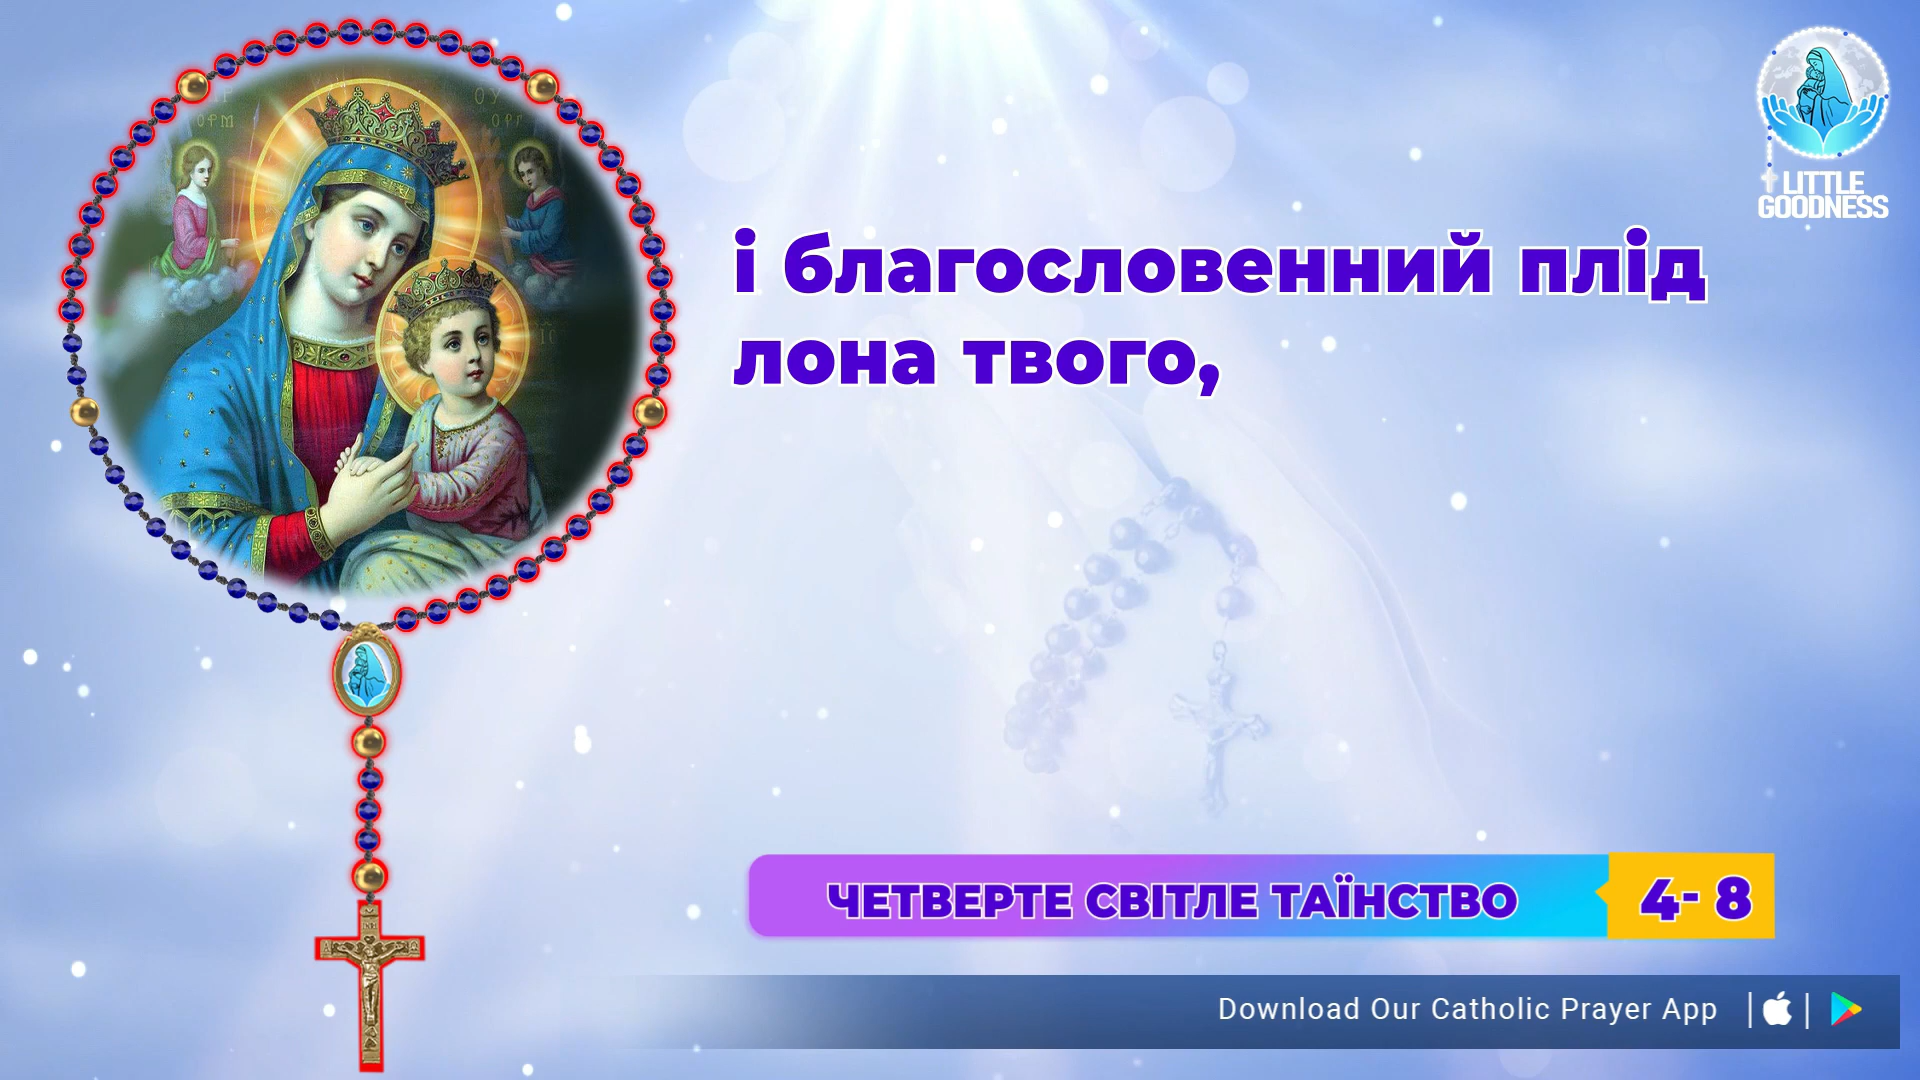 і благословенний плід
лона твого,
LITTLE
GOODNESS
ЧЕТВЕРТЕ СВІТЛЕ ТАЇНСТВО
4- 8
Download Our Catholic Prayer App